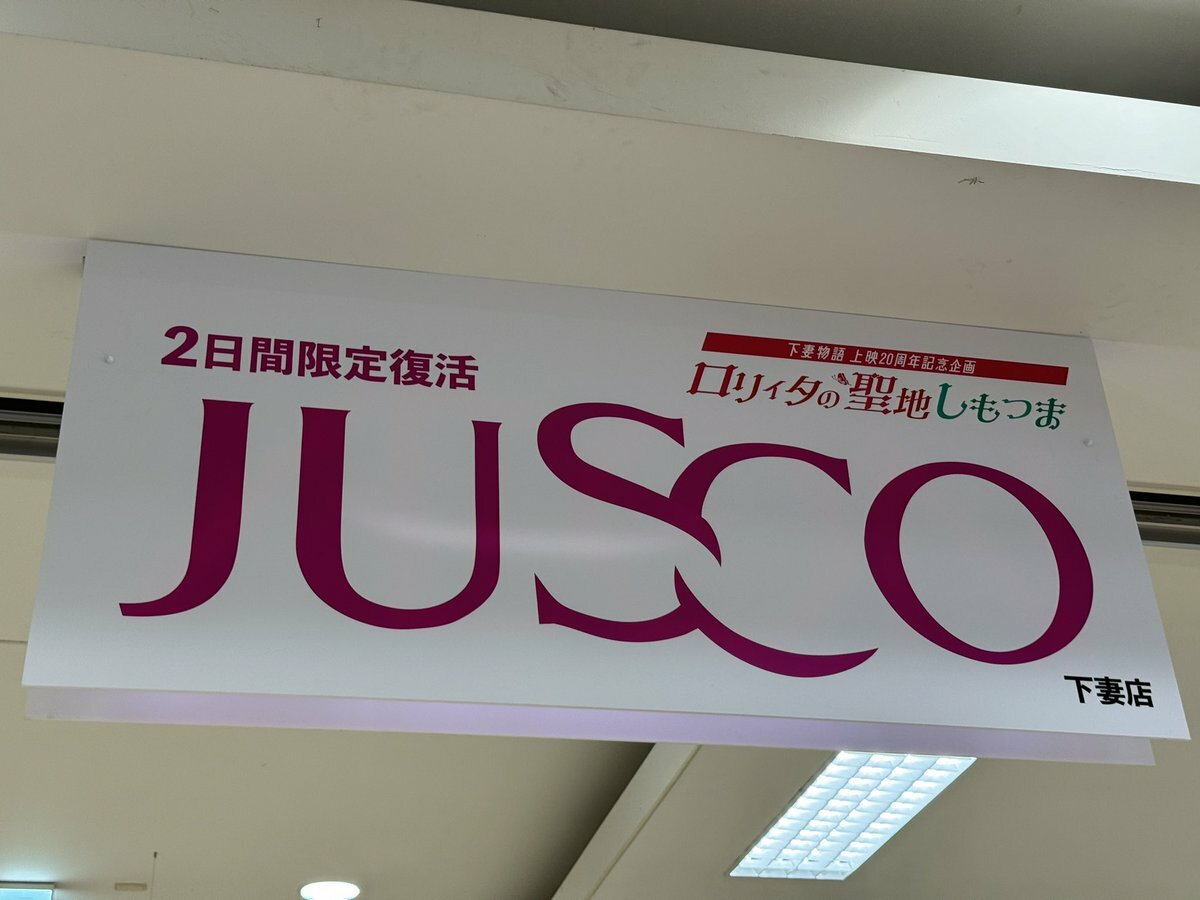 2日間限定復活
下妻物語 上映20周年記念企画
ロリィタの聖地しもつま
JUSCO
下妻店